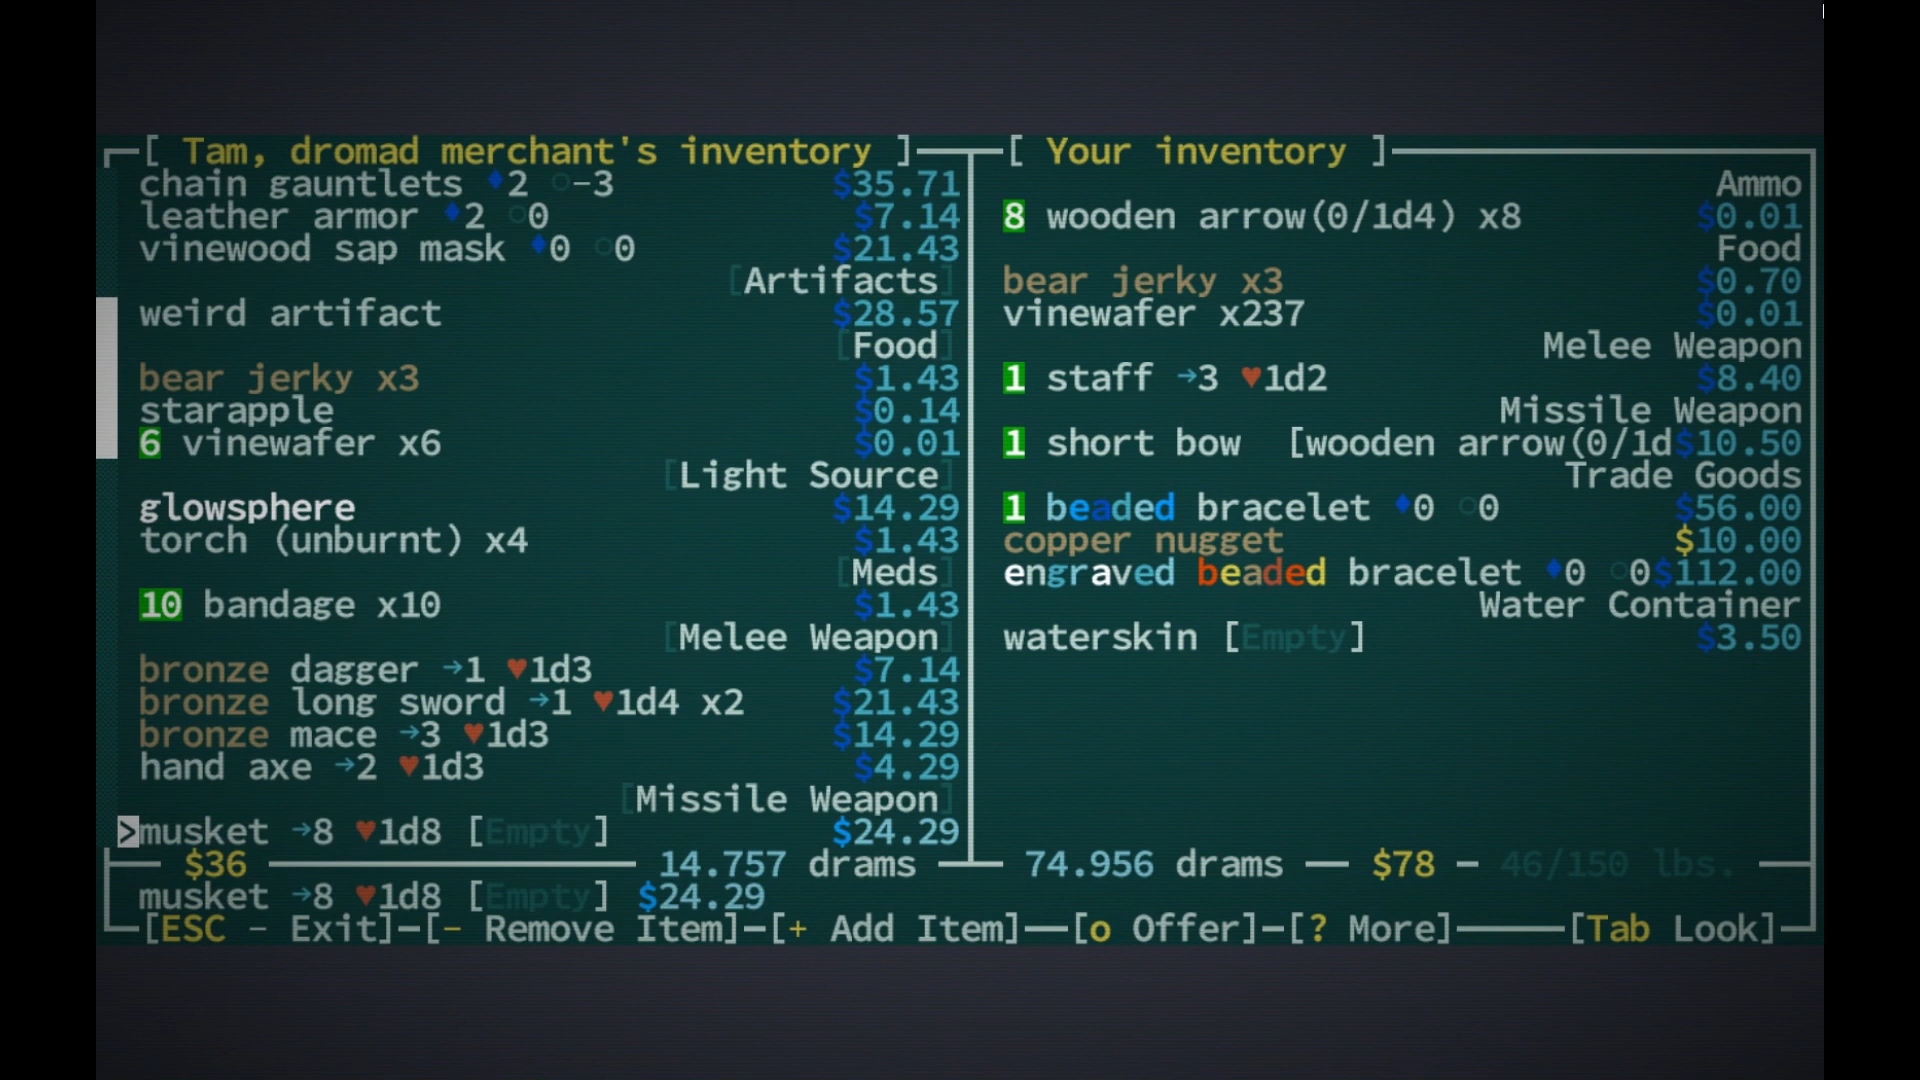 [ Tam, dromad merchant's inventory ]
chain gauntlets ♦2 ○-3 $35.71
leather armor ♦2 ○0 $7.14
vinewood sap mask ♦0 ○0 $21.43
[Artifacts]
weird artifact $28.57
[Food]
bear jerky x3 $1.43
starapple $0.14
6 vinewafer x6 $0.01
[Light Source]
glowsphere $14.29
torch (unburnt) x4 $1.43
[Meds]
10 bandage x10 $1.43
[Melee Weapon]
bronze dagger →1 ♥1d3 $7.14
bronze long sword →1 ♥1d4 x2 $21.43
bronze mace →3 ♥1d3 $14.29
hand axe →2 ♥1d3 $4.29
[Missile Weapon]
>musket →8 ♥1d8 [Empty] $24.29
[ Your inventory ]
Ammo
8 wooden arrow(0/1d4) x8 $0.01
Food
bear jerky x3 $0.70
vinewafer x237 $0.01
Melee Weapon
1 staff →3 ♥1d2 $8.40
Missile Weapon
1 short bow [wooden arrow(0/1d$10.50
Trade Goods
1 beaded bracelet ♦0 ○0 $56.00
copper nugget $10.00
engraved beaded bracelet ♦0 ○0$112.00
Water Container
waterskin [Empty] $3.50
$36 14.757 drams 74.956 drams — $78 – 46/150 lbs.
musket →8 ♥1d8 [Empty] $24.29
[ESC - Exit]-[- Remove Item]-[+ Add Item]—[o Offer]-[? More]——[Tab Look]